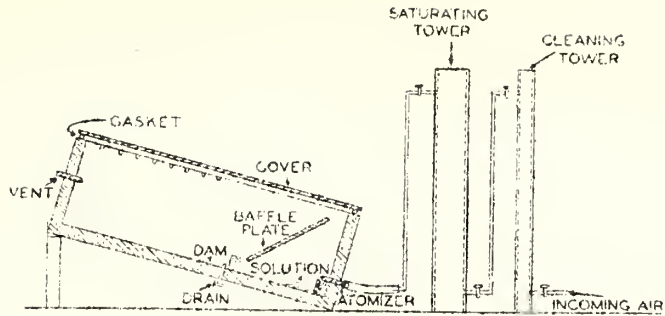 SATURATING
TOWER
CLEANING
TOWER
GASKET
COVER
VENT
BAFFLE
PLATE
DAM
SOLUTION
DRAIN
ATOMIZER
INCOMING AIR